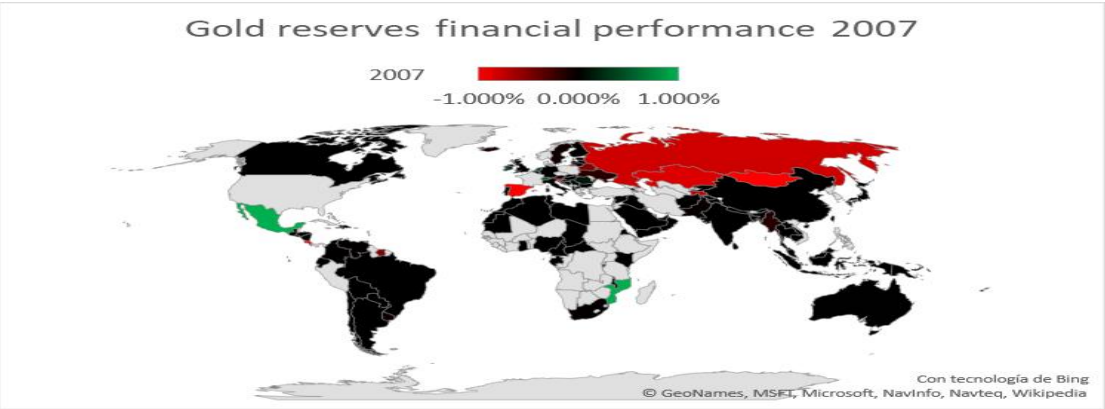 Gold reserves financial performance 2007
2007
-1.000% 0.000% 1.000%
Con tecnología de Bing
© GeoNames, MSFT, Microsoft, NavInfo, Navteq, Wikipedia